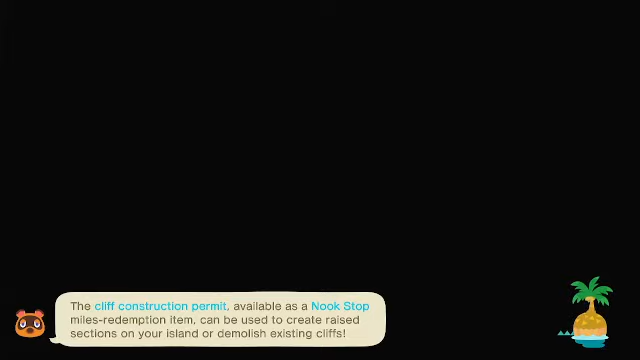 The cliff construction permit, available as a Nook Stop
miles-redemption item, can be used to create raised
sections on your island or demolish existing cliffs!